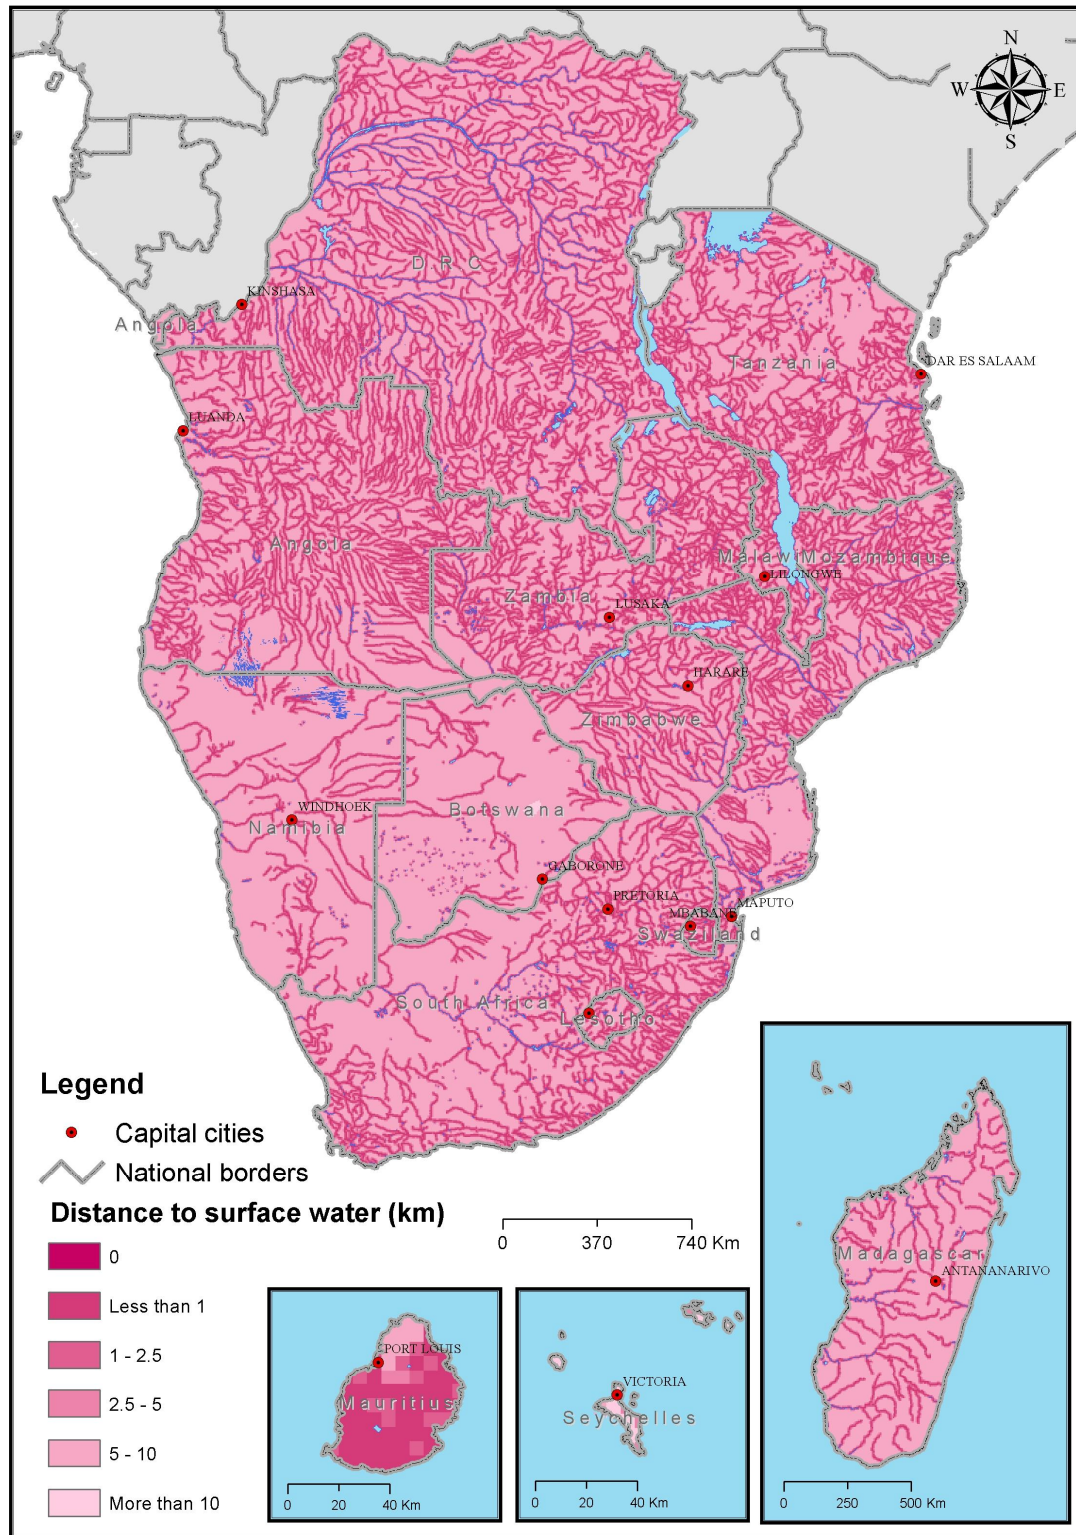 N
W
E
S
D R C
KINSHASA
Angola
Tanzania
DAR ES SALAAM
LUANDA
Angola
Malawi
Mozambique
LILONGWE
Zambia
LUSAKA
HARARE
Zimbabwe
WINDHOEK
Namibia
Botswana
GABORONE
PRETORIA
MBABANE
MAPUTO
Swaziland
South Africa
Lesotho
Legend
Capital cities
National borders
Distance to surface water (km)
0
Less than 1
1 - 2.5
2.5 - 5
5 - 10
More than 10
0 370 740 Km
PORT LOUIS
Mauritius
0 20 40 Km
VICTORIA
Seychelles
0 20 40 Km
Madagascar
ANTANANARIVO
0 250 500 Km